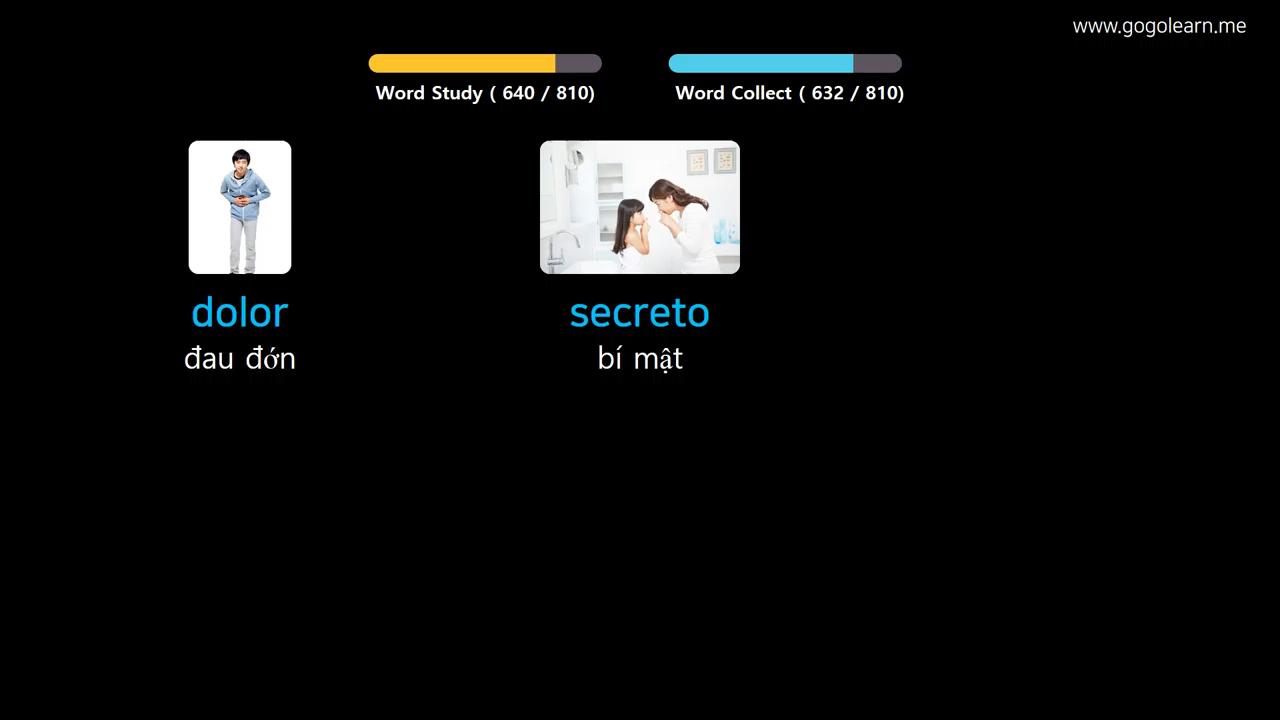 www.gogolearn.me
Word Study ( 640 / 810)
Word Collect ( 632 / 810)
dolor
đau đớn
secreto
bí mật